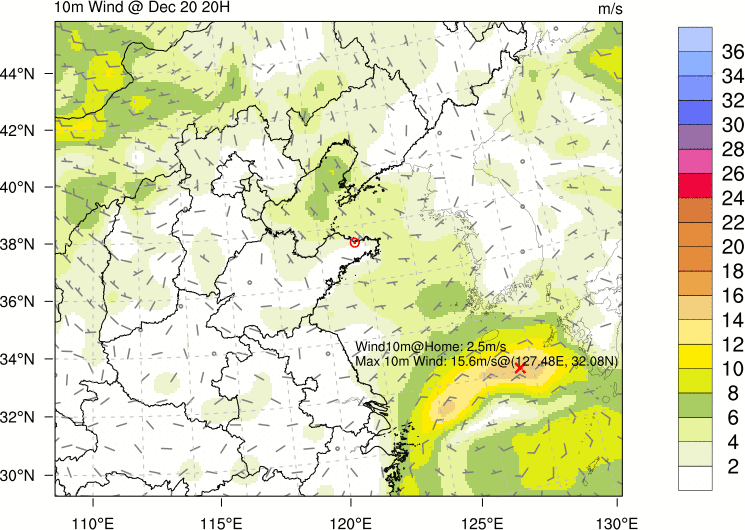 10m Wind @ Dec 20 20H
m/s
44°N
42°N
40°N
38°N
36°N
34°N
32°N
30°N
Wind10m@Home: 2.5m/s
Max 10m Wind: 15.6m/s@(127.48E, 32.08N)
110°E 115°E 120°E 125°E 130°E
36
34
32
30
28
26
24
22
20
18
16
14
12
10
8
6
4
2